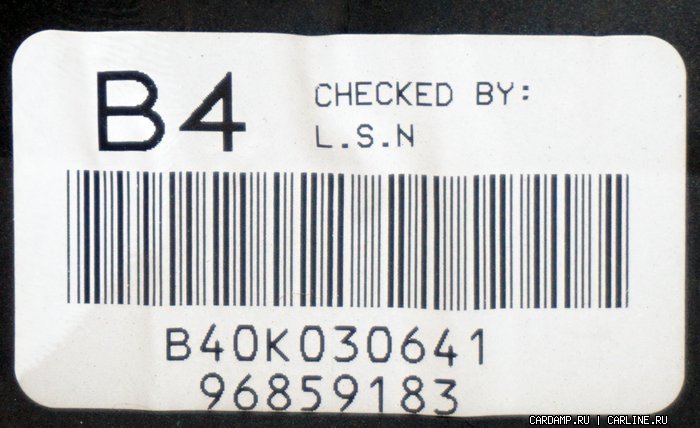 B4
CHECKED BY:
L.S.N
B40K030641
96859183
CARDAMP.RU | CARLINE.RU